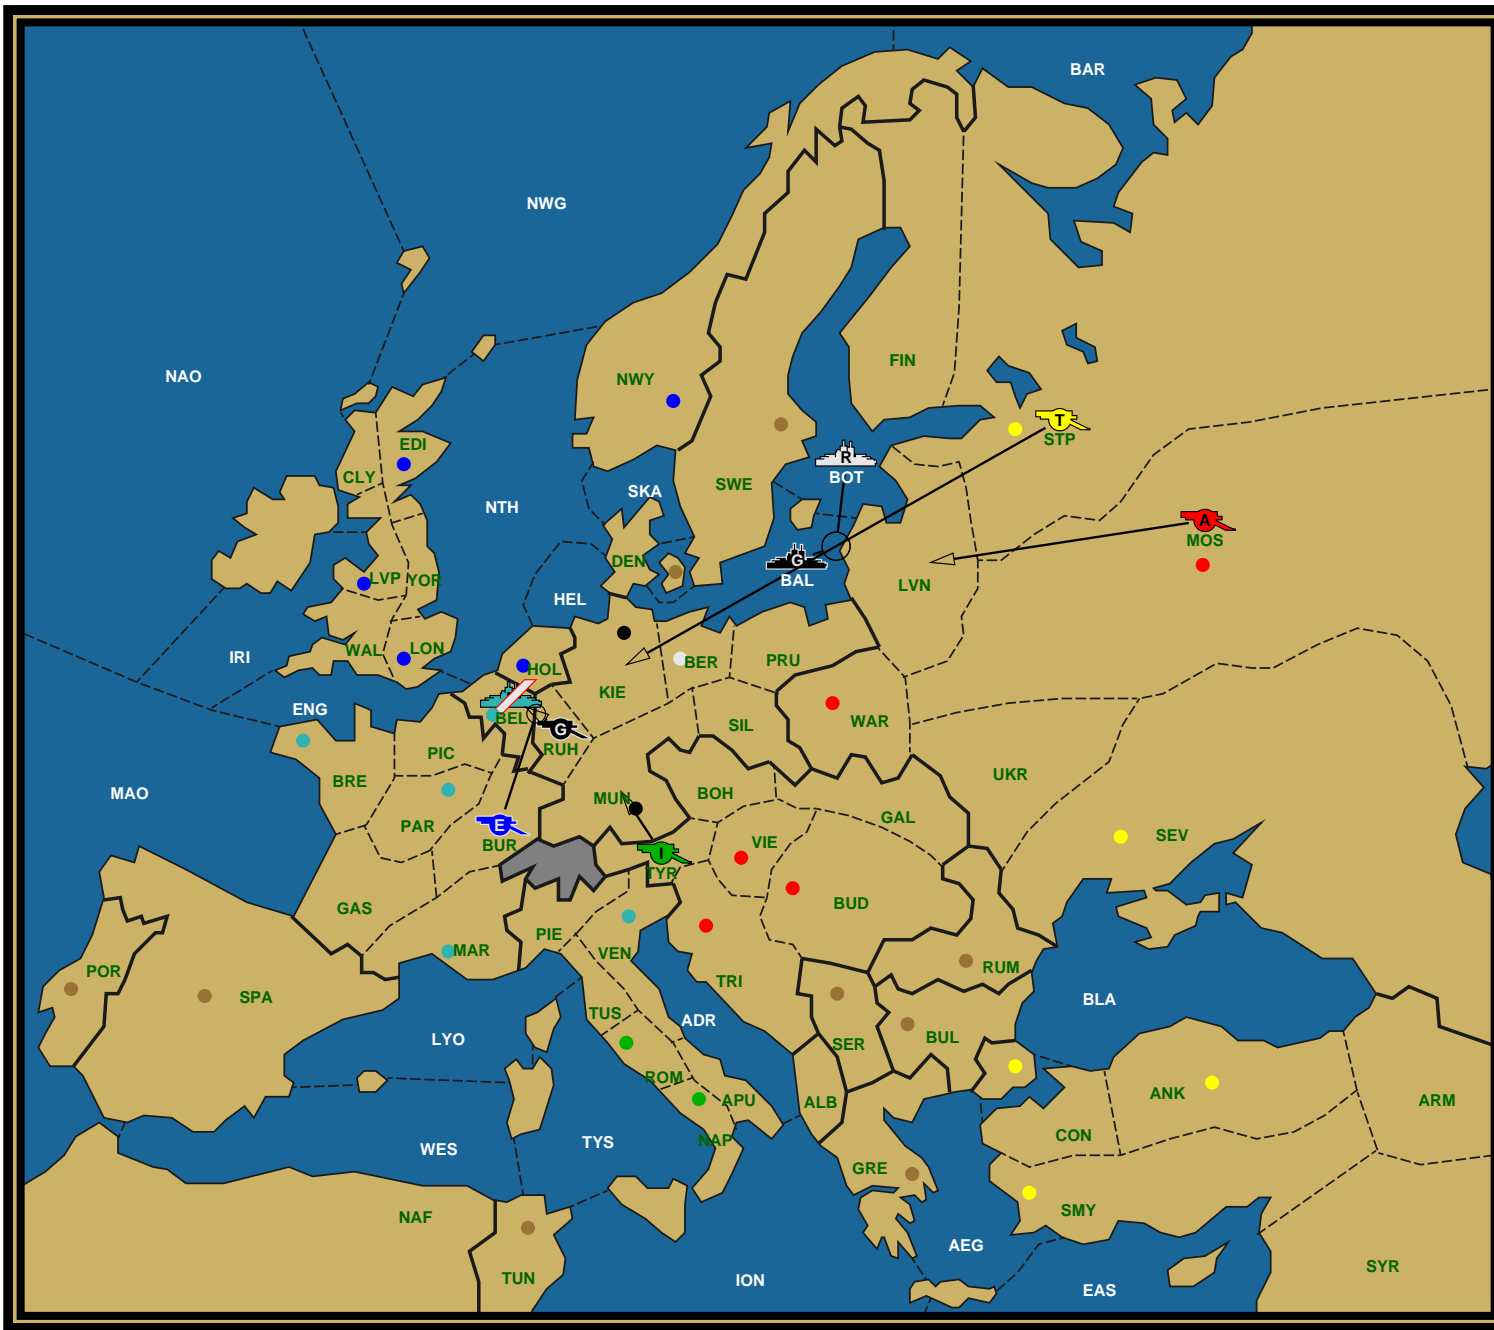 BAR
NWG
NAO
FIN
NWY
T
STP
EDI
CLY
R
BOT
SWE
SKA
NTH
A
MOS
DEN
G
BAL
LVN
HEL
LVP
YOR
IRI
WAL
LON
HOL
BER
PRU
KIE
ENG
BEL
G
RUH
SIL
WAR
PIC
BRE
UKR
MAO
MUN
BOH
PAR
E
BUR
GAL
VIE
SEV
I
TYR
GAS
BUD
PIE
VEN
MAR
POR
SPA
TRI
RUM
BLA
TUS
ADR
LYO
SER
BUL
ROM
APU
ALB
ANK
ARM
CON
NAP
TYS
WES
GRE
SMY
NAF
AEG
SYR
TUN
ION
EAS